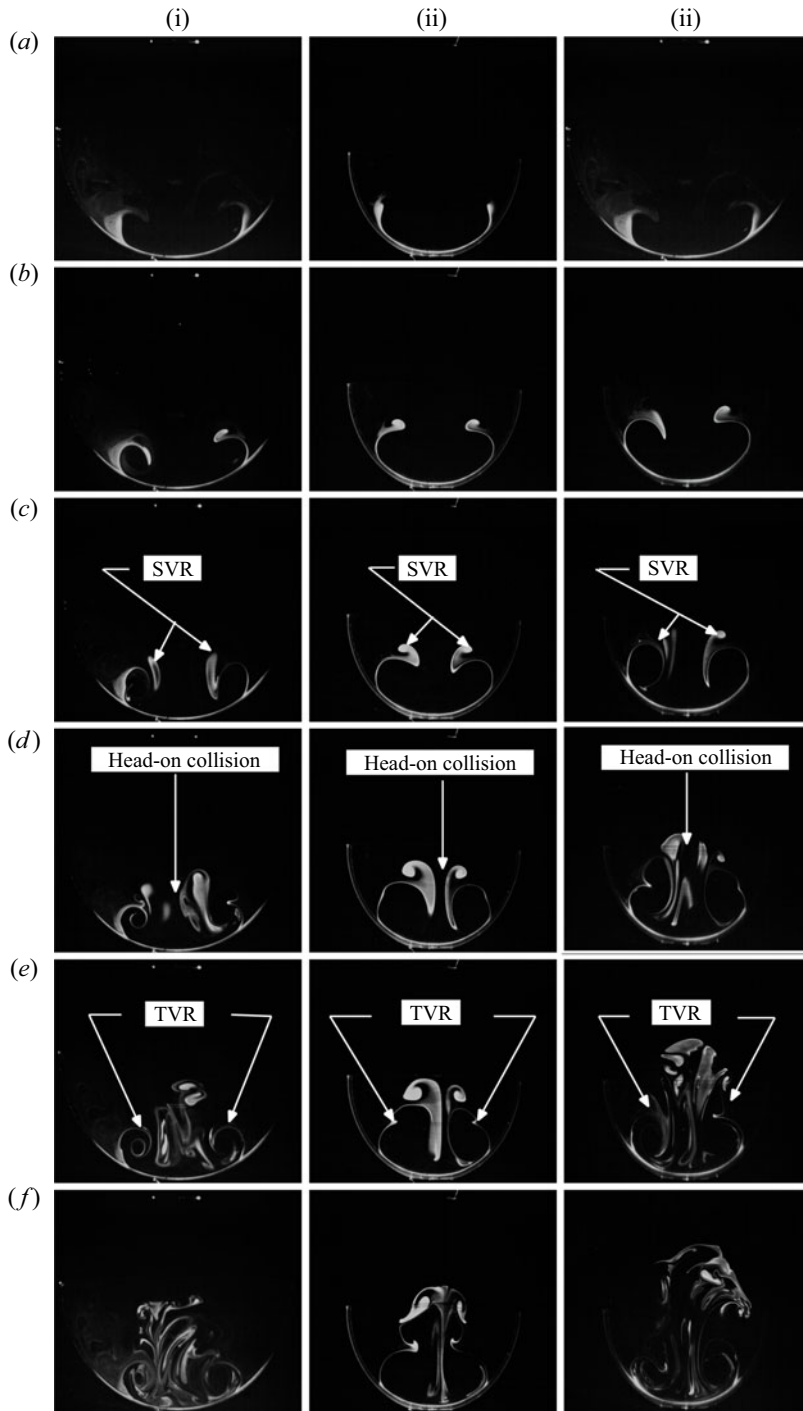 (i) (ii) (ii)
(a)
(b)
(c)
SVR SVR SVR
(d)
Head-on collision Head-on collision Head-on collision
(e)
TVR TVR TVR
(f)